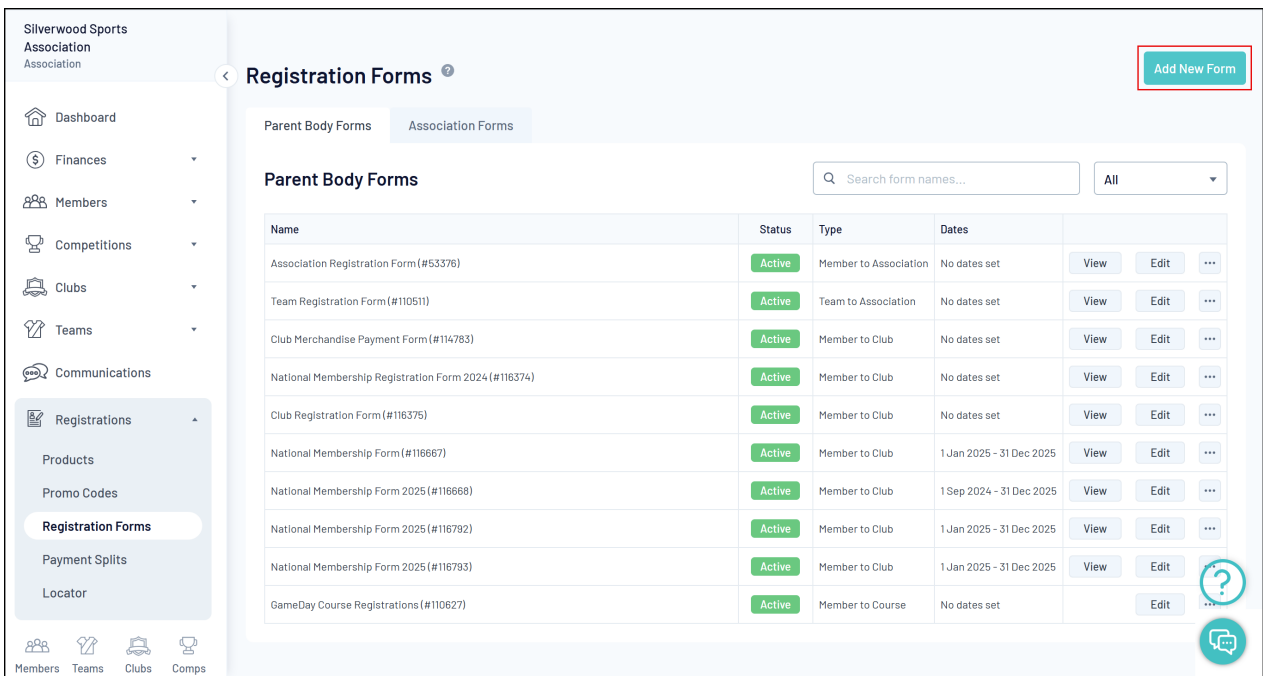 Silverwood Sports
Association
Association
Dashboard
Finances
Members
Competitions
Clubs
Teams
Communications
Registrations
Products
Promo Codes
Registration Forms
Payment Splits
Locator
Members Teams Clubs Comps
Registration Forms ?
Add New Form
Parent Body Forms Association Forms
Parent Body Forms
Search form names...
All
Name Status Type Dates
Association Registration Form (#53376) Active Member to Association No dates set View Edit ...
Team Registration Form (#110511) Active Team to Association No dates set View Edit ...
Club Merchandise Payment Form (#114783) Active Member to Club No dates set View Edit ...
National Membership Registration Form 2024 (#116374) Active Member to Club No dates set View Edit ...
Club Registration Form (#116375) Active Member to Club No dates set View Edit ...
National Membership Form (#116667) Active Member to Club 1 Jan 2025 - 31 Dec 2025 View Edit ...
National Membership Form 2025 (#116668) Active Member to Club 1 Sep 2024 - 31 Dec 2025 View Edit ...
National Membership Form 2025 (#116792) Active Member to Club 1 Jan 2025 - 31 Dec 2025 View Edit ...
National Membership Form 2025 (#116793) Active Member to Club 1 Jan 2025 - 31 Dec 2025 View Edit ...
GameDay Course Registrations (#110627) Active Member to Course No dates set Edit ...
?